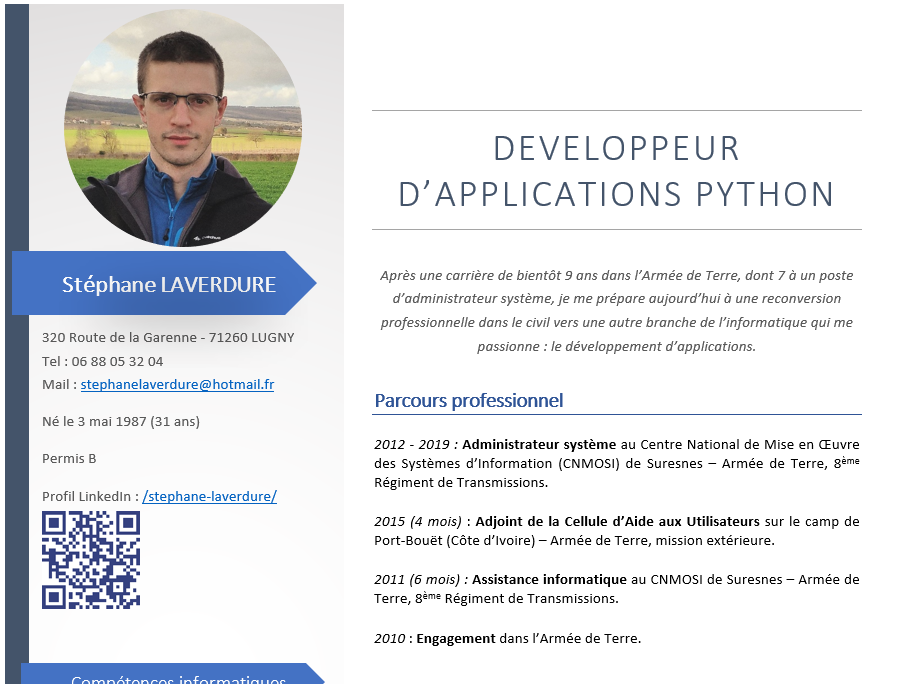 Stéphane LAVERDURE
320 Route de la Garenne - 71260 LUGNY
Tel : 06 88 05 32 04
Mail : stephanelaverdure@hotmail.fr
Né le 3 mai 1987 (31 ans)
Permis B
Profil LinkedIn : /stephane-laverdure/
Compétences informatiques
DEVELOPPEUR
D’APPLICATIONS PYTHON
Après une carrière de bientôt 9 ans dans l’Armée de Terre, dont 7 à un poste
d’administrateur système, je me prépare aujourd’hui à une reconversion
professionnelle dans le civil vers une autre branche de l’informatique qui me
passionne : le développement d’applications.
Parcours professionnel
2012 - 2019 : Administrateur système au Centre National de Mise en Œuvre
des Systèmes d’Information (CNMOSI) de Suresnes – Armée de Terre, 8ème
Régiment de Transmissions.
2015 (4 mois) : Adjoint de la Cellule d’Aide aux Utilisateurs sur le camp de
Port-Bouët (Côte d’Ivoire) – Armée de Terre, mission extérieure.
2011 (6 mois) : Assistance informatique au CNMOSI de Suresnes – Armée de
Terre, 8ème Régiment de Transmissions.
2010 : Engagement dans l’Armée de Terre.